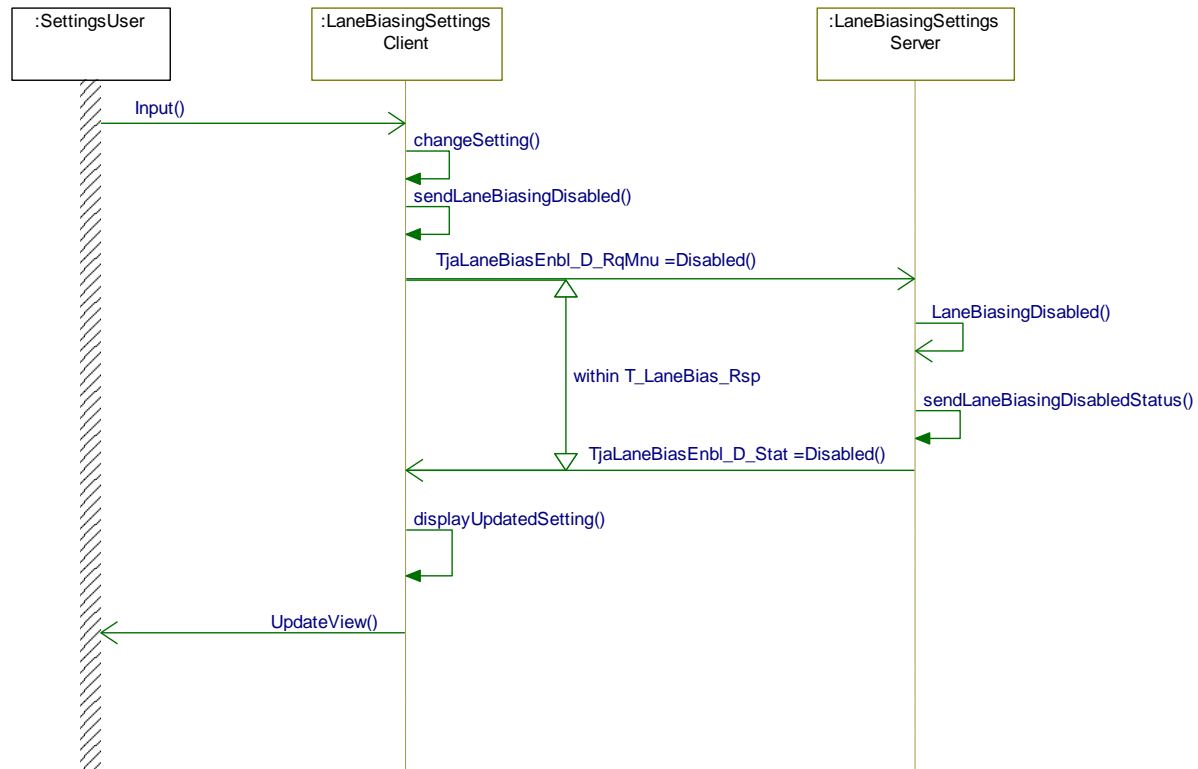 :SettingsUser
:LaneBiasingSettings
Client
:LaneBiasingSettings
Server
Input()
changeSetting()
sendLaneBiasingDisabled()
TjaLaneBiasEnbl_D_RqMnu =Disabled()
LaneBiasingDisabled()
within T_LaneBias_Rsp
sendLaneBiasingDisabledStatus()
TjaLaneBiasEnbl_D_Stat =Disabled()
displayUpdatedSetting()
UpdateView()